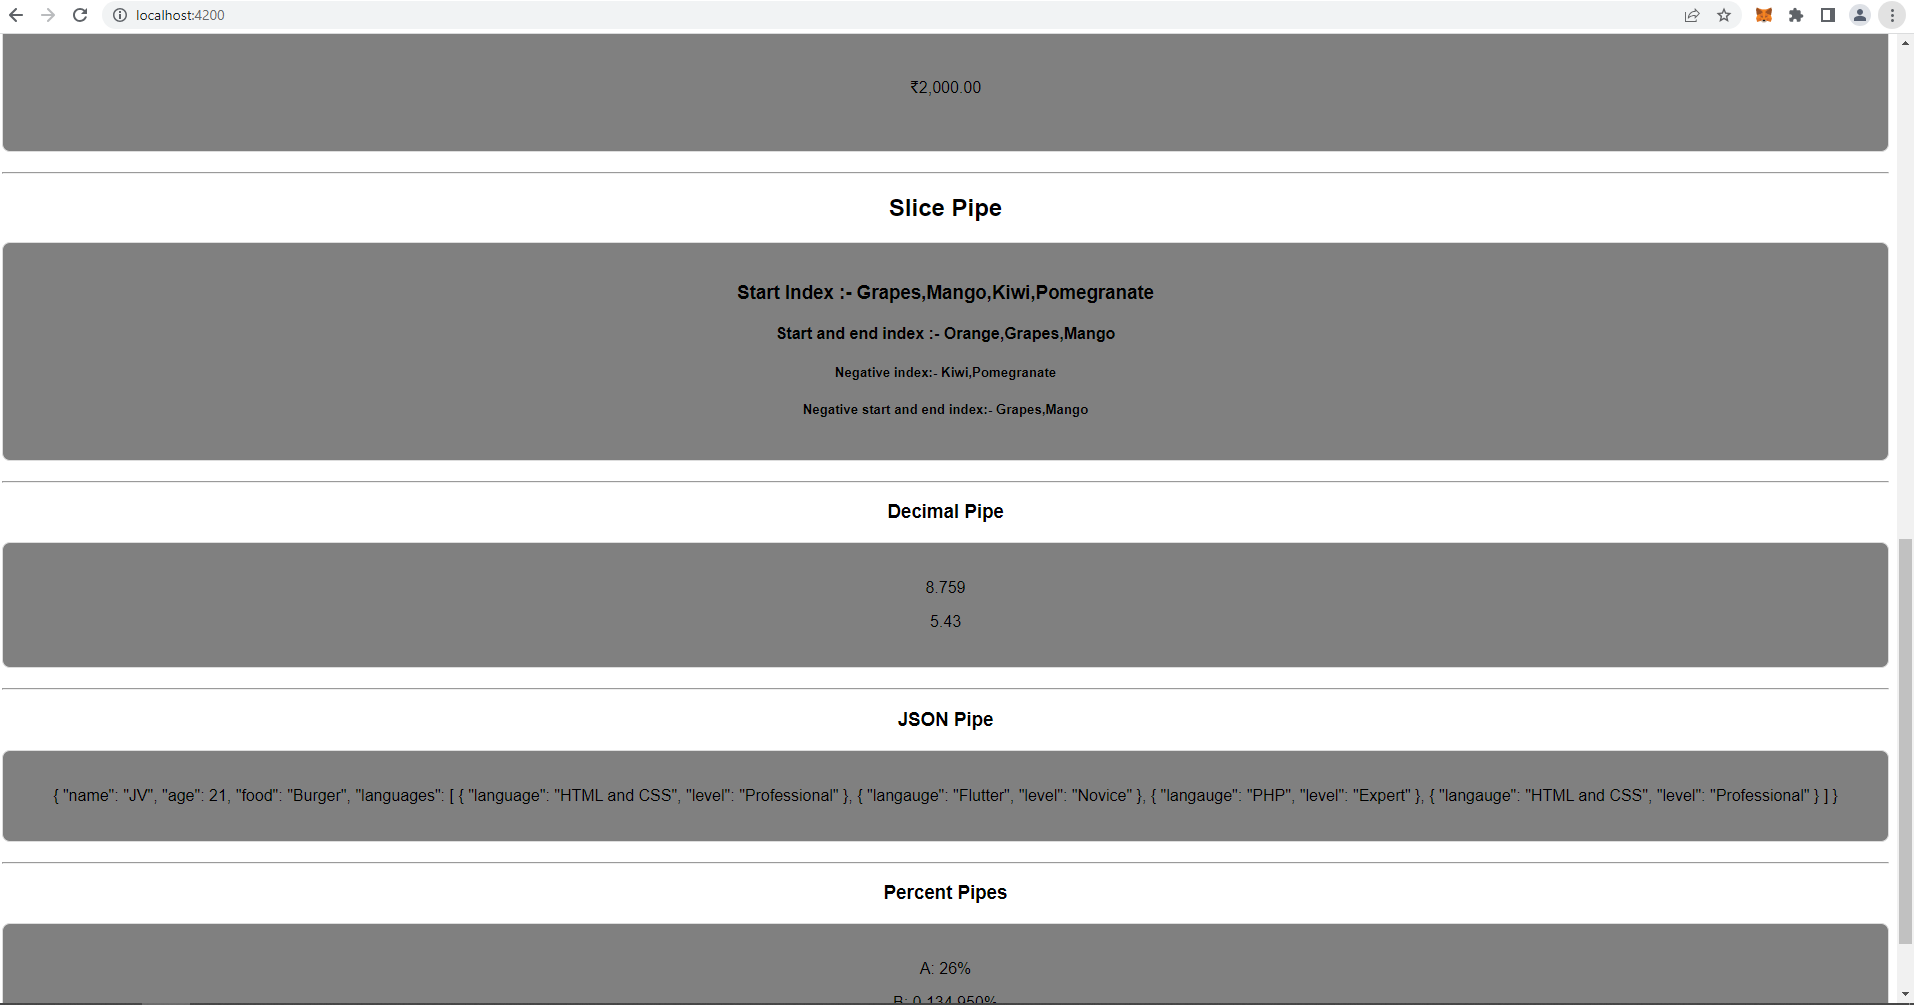 localhost:4200
₹2,000.00
Slice Pipe
Start Index :- Grapes,Mango,Kiwi,Pomegranate
Start and end index :- Orange,Grapes,Mango
Negative index:- Kiwi,Pomegranate
Negative start and end index:- Grapes,Mango
Decimal Pipe
8.759
5.43
JSON Pipe
{ "name": "JV", "age": 21, "food": "Burger", "languages": [ { "language": "HTML and CSS", "level": "Professional" }, { "langauge": "Flutter", "level": "Novice" }, { "langauge": "PHP", "level": "Expert" }, { "langauge": "HTML and CSS", "level": "Professional" } ] }
Percent Pipes
A: 26%
B: 0,134.950%